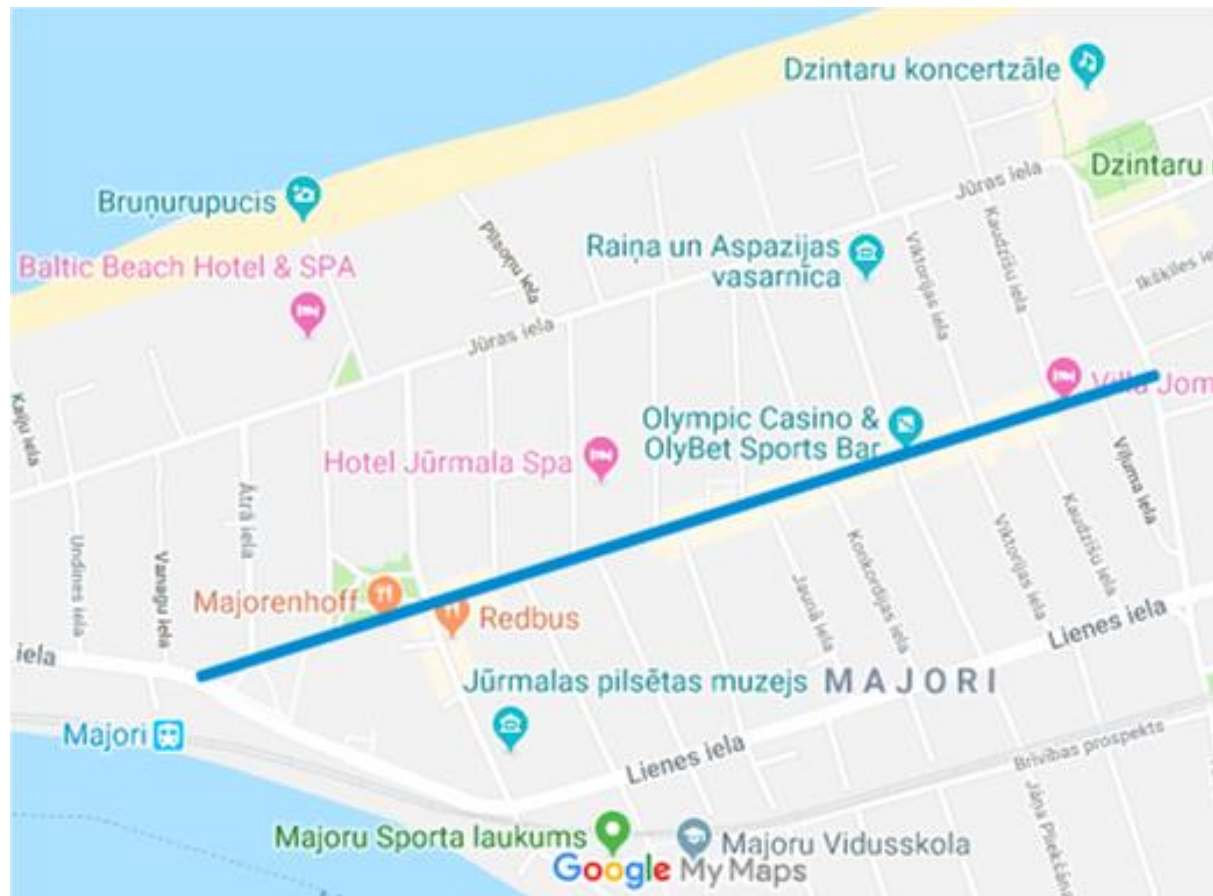 Dzintaru koncertzāle
Dzintaru
Jūras iela
Bruņurupucis
Pilsoņu iela
Raiņa un Aspazijas
vasarnīca
Viktorijas iela
Kaudzīšu iela
Ikšķiles
Baltic Beach Hotel & SPA
Jūras iela
Kaiju iela
Villa Jom
Olympic Casino &
OlyBet Sports Bar
Hotel Jūrmala Spa
Viļuma iela
Ātrā iela
Undīnes iela
Vanagu iela
Kaudzīšu iela
Viktorijas iela
Konkordijas iela
Jaunā iela
Majorenhoff
Redbus
Lienes iela
iela
Jūrmalas pilsētas muzejs
MAJORI
Majori
Lienes iela
Brīvības prospekts
Majoru Sporta laukums
Majoru Vidusskola
Google My Maps